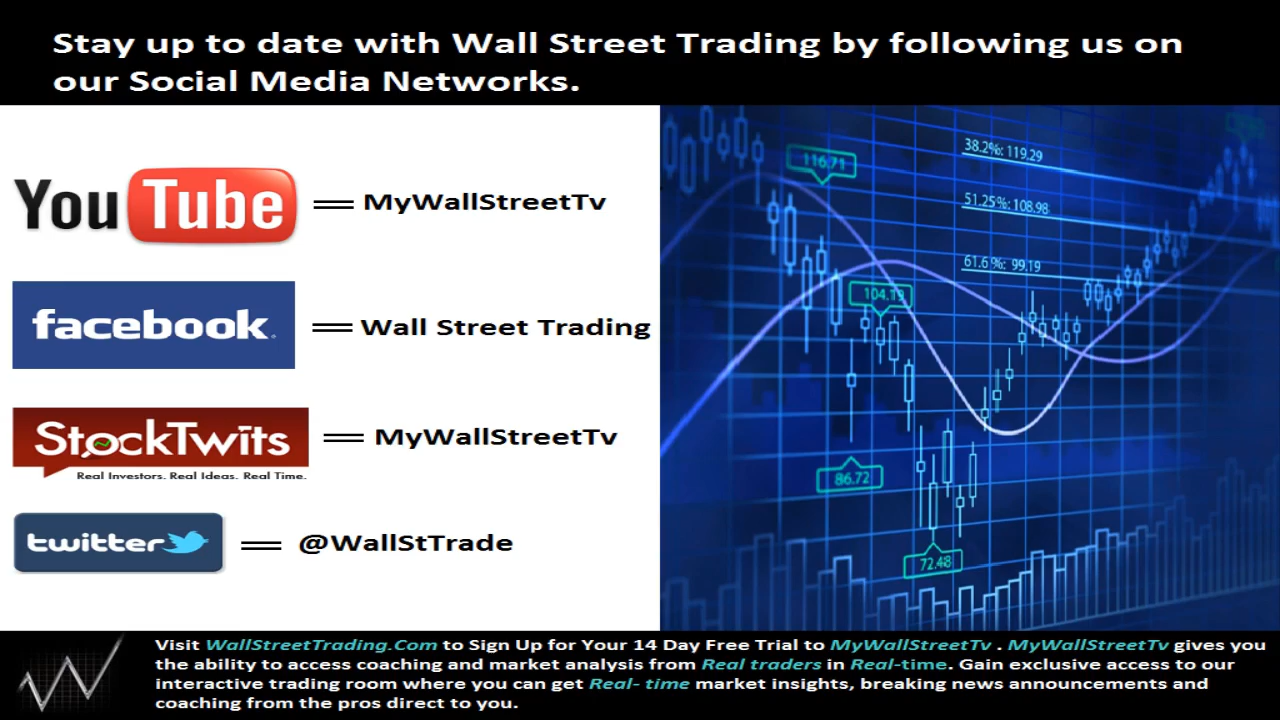 Stay up to date with Wall Street Trading by following us on
our Social Media Networks.
YouTube == MyWallStreetTv
facebook® == Wall Street Trading
StockTwits == MyWallStreetTv
Real Investors. Real Ideas. Real Time.
twitter == @WallStTrade
116.71
38.2%: 119.29
51.25%: 108.98
61.6 %: 99.19
104.19
86.72
72.48
Visit WallStreetTrading.Com to Sign Up for Your 14 Day Free Trial to MyWallStreetTv . MyWallStreetTv gives you
the ability to access coaching and market analysis from Real traders in Real-time. Gain exclusive access to our
interactive trading room where you can get Real- time market insights, breaking news announcements and
coaching from the pros direct to you.